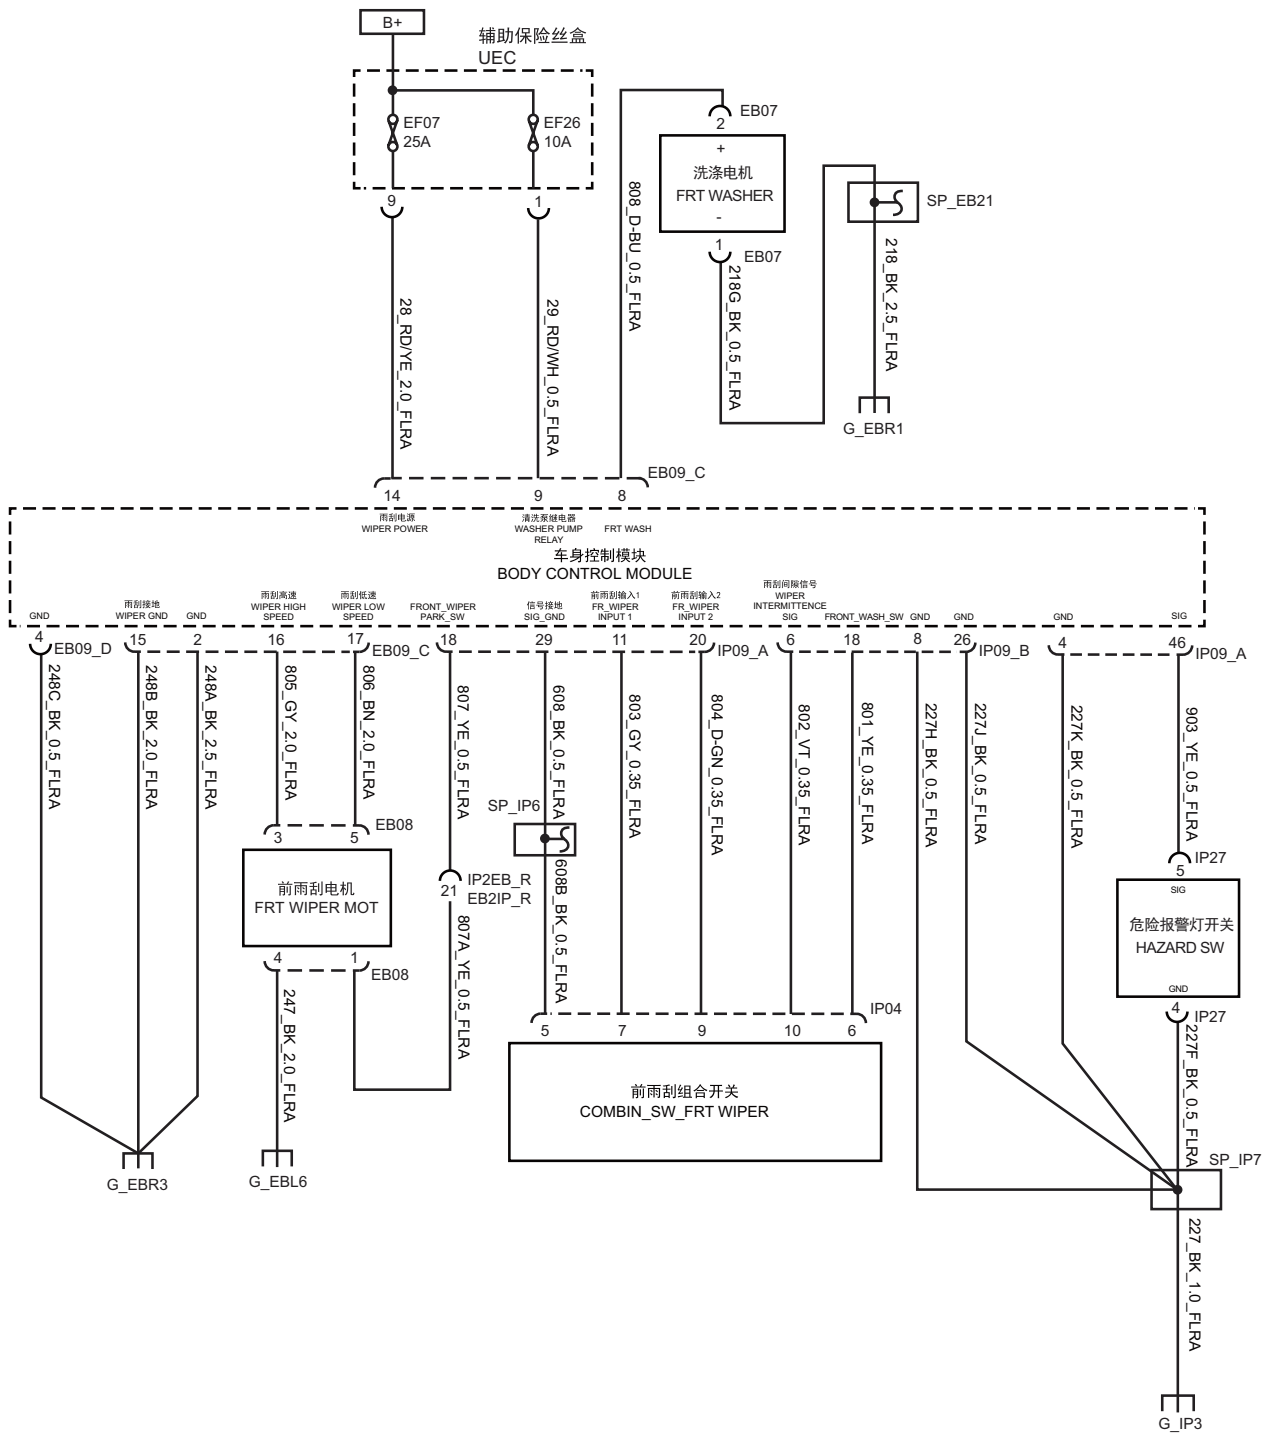 B+
辅助保险丝盒
UEC
EF07
25A
EF26
10A
9
1
EB07
2
+
洗涤电机
FRT WASHER
-
1
EB07
SP_EB21
808_D-BU_0.5_FLRA
218G_BK_0.5_FLRA
218_BK_2.5_FLRA
G_EBR1
28_RD/YE_2.0_FLRA
29_RD/WH_0.5_FLRA
EB09_C
14
9
8
雨刮电源
WIPER POWER
清洗泵继电器
WASHER PUMP
RELAY
FRT WASH
车身控制模块
BODY CONTROL MODULE
GND
雨刮接地
WIPER GND
GND
雨刮高速
WIPER HIGH
SPEED
雨刮低速
WIPER LOW
SPEED
FRONT_WIPER
PARK_SW
信号接地
SIG_GND
前雨刮输入1
FR_WIPER
INPUT 1
前雨刮输入2
FR_WIPER
INPUT 2
雨刮间隙信号
WIPER
INTERMITTENCE
SIG
FRONT_WASH_SW
GND
GND
GND
SIG
4
EB09_D
15
2
16
17
EB09_C
18
29
11
20
IP09_A
6
18
8
26
IP09_B
4
46
IP09_A
248C_BK_0.5_FLRA
248B_BK_2.0_FLRA
248A_BK_2.5_FLRA
805_GY_2.0_FLRA
806_BN_2.0_FLRA
807_YE_0.5_FLRA
608_BK_0.5_FLRA
803_GY_0.35_FLRA
804_D-GN_0.35_FLRA
802_VT_0.35_FLRA
801_YE_0.35_FLRA
227H_BK_0.5_FLRA
227J_BK_0.5_FLRA
227K_BK_0.5_FLRA
903_YE_0.5_FLRA
SP_IP6
EB08
3
5
前雨刮电机
FRT WIPER MOT
4
1
EB08
21
IP2EB_R
EB2IP_R
807A_YE_0.5_FLRA
608B_BK_0.5_FLRA
247_BK_2.0_FLRA
IP27
5
SIG
危险报警灯开关
HAZARD SW
GND
4
IP27
227F_BK_0.5_FLRA
IP04
5
7
9
10
6
前雨刮组合开关
COMBIN_SW_FRT WIPER
G_EBR3
G_EBL6
SP_IP7
227_BK_1.0_FLRA
G_IP3